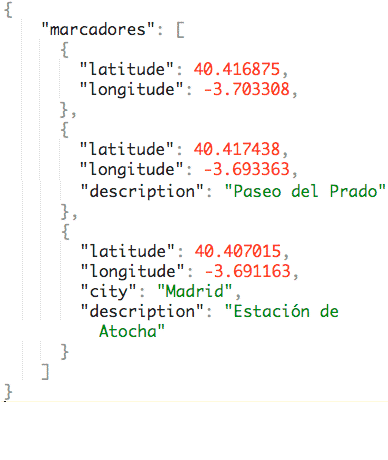 {
"marcadores": [
{
"latitude": 40.416875,
"longitude": -3.703308,
},
{
"latitude": 40.417438,
"longitude": -3.693363,
"description": "Paseo del Prado"
},
{
"latitude": 40.407015,
"longitude": -3.691163,
"city": "Madrid",
"description": "Estación de
Atocha"
}
]
}